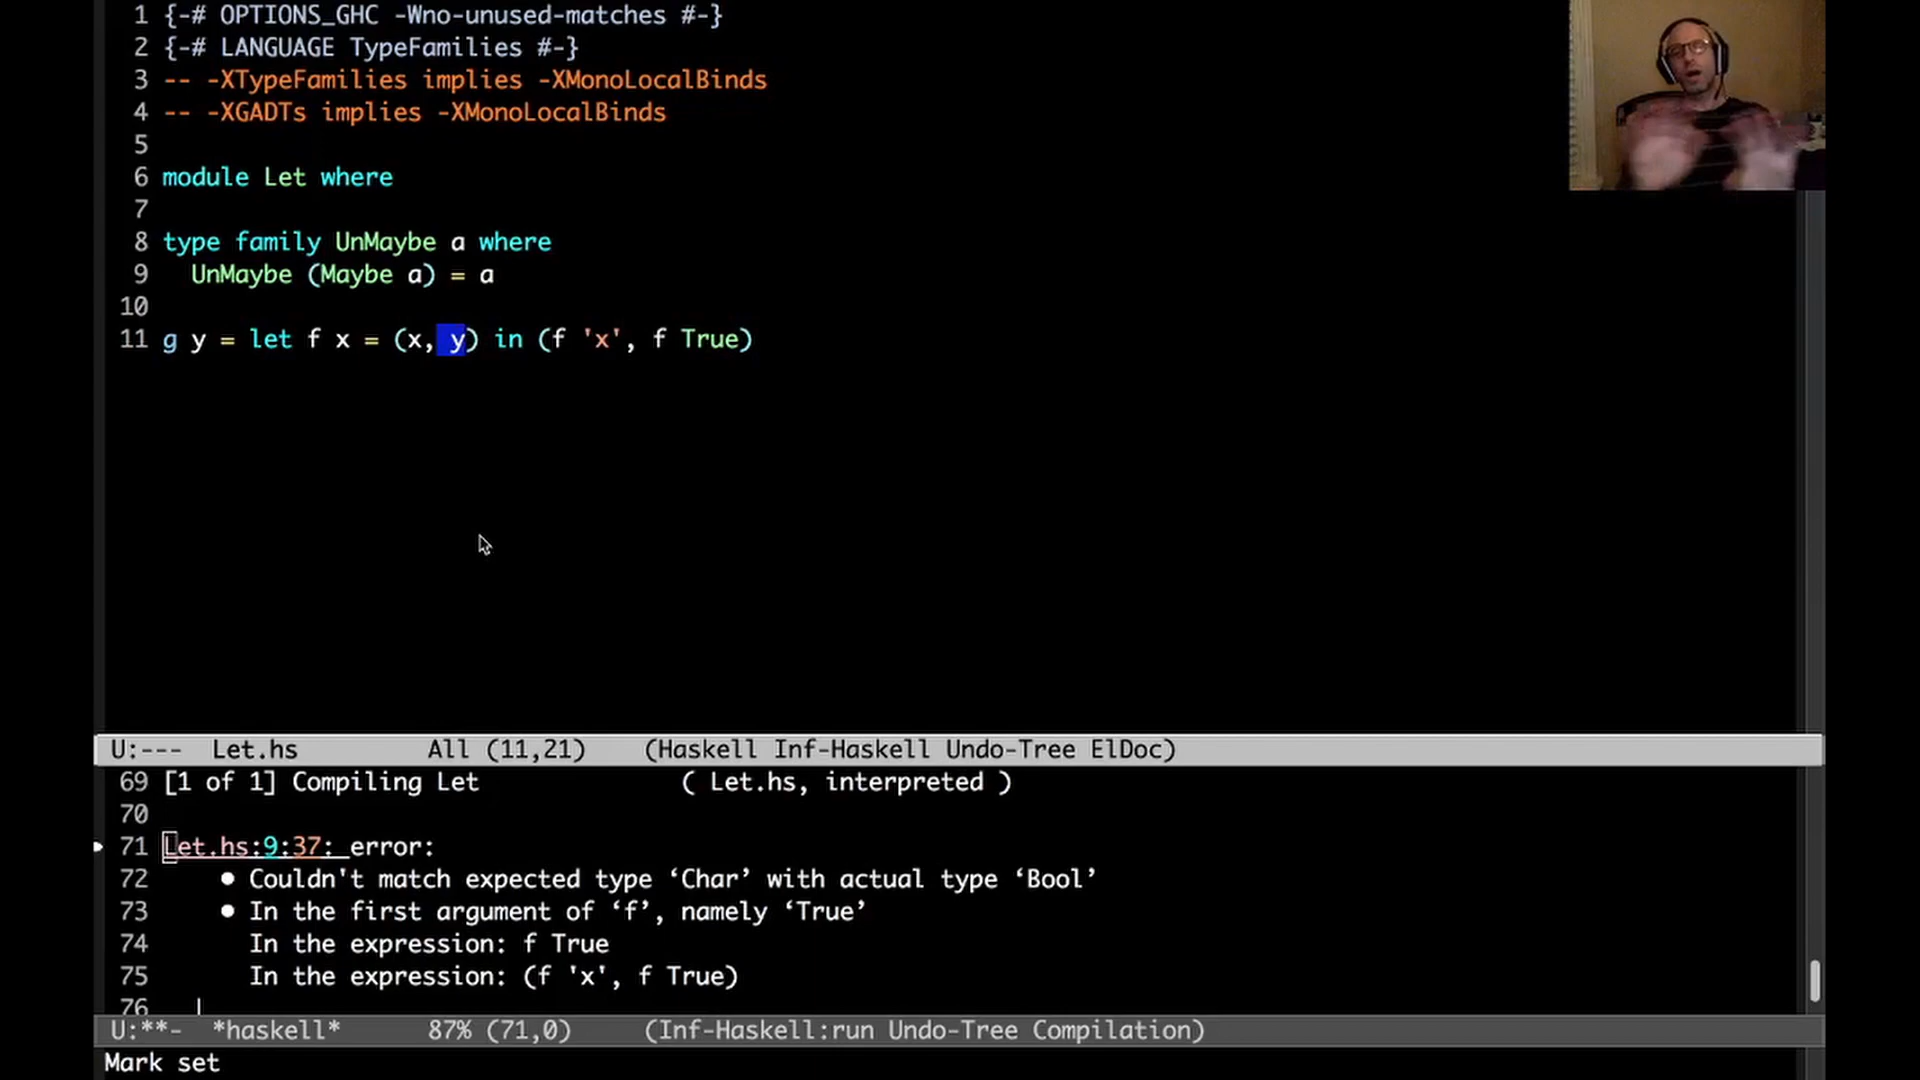 1 {-# OPTIONS_GHC -Wno-unused-matches #-}
2 {-# LANGUAGE TypeFamilies #-}
3 -- -XTypeFamilies implies -XMonoLocalBinds
4 -- -XGADTs implies -XMonoLocalBinds
5
6 module Let where
7
8 type family UnMaybe a where
9   UnMaybe (Maybe a) = a
10
11 g y = let f x = (x, y) in (f 'x', f True)
U:---  Let.hs         All (11,21)    (Haskell Inf-Haskell Undo-Tree ElDoc)
69 [1 of 1] Compiling Let              ( Let.hs, interpreted )
70
71 Let.hs:9:37: error:
72     • Couldn't match expected type ‘Char’ with actual type ‘Bool’
73     • In the first argument of ‘f’, namely ‘True’
74       In the expression: f True
75       In the expression: (f 'x', f True)
76   |
U:**-  *haskell*      87% (71,0)     (Inf-Haskell:run Undo-Tree Compilation)
Mark set